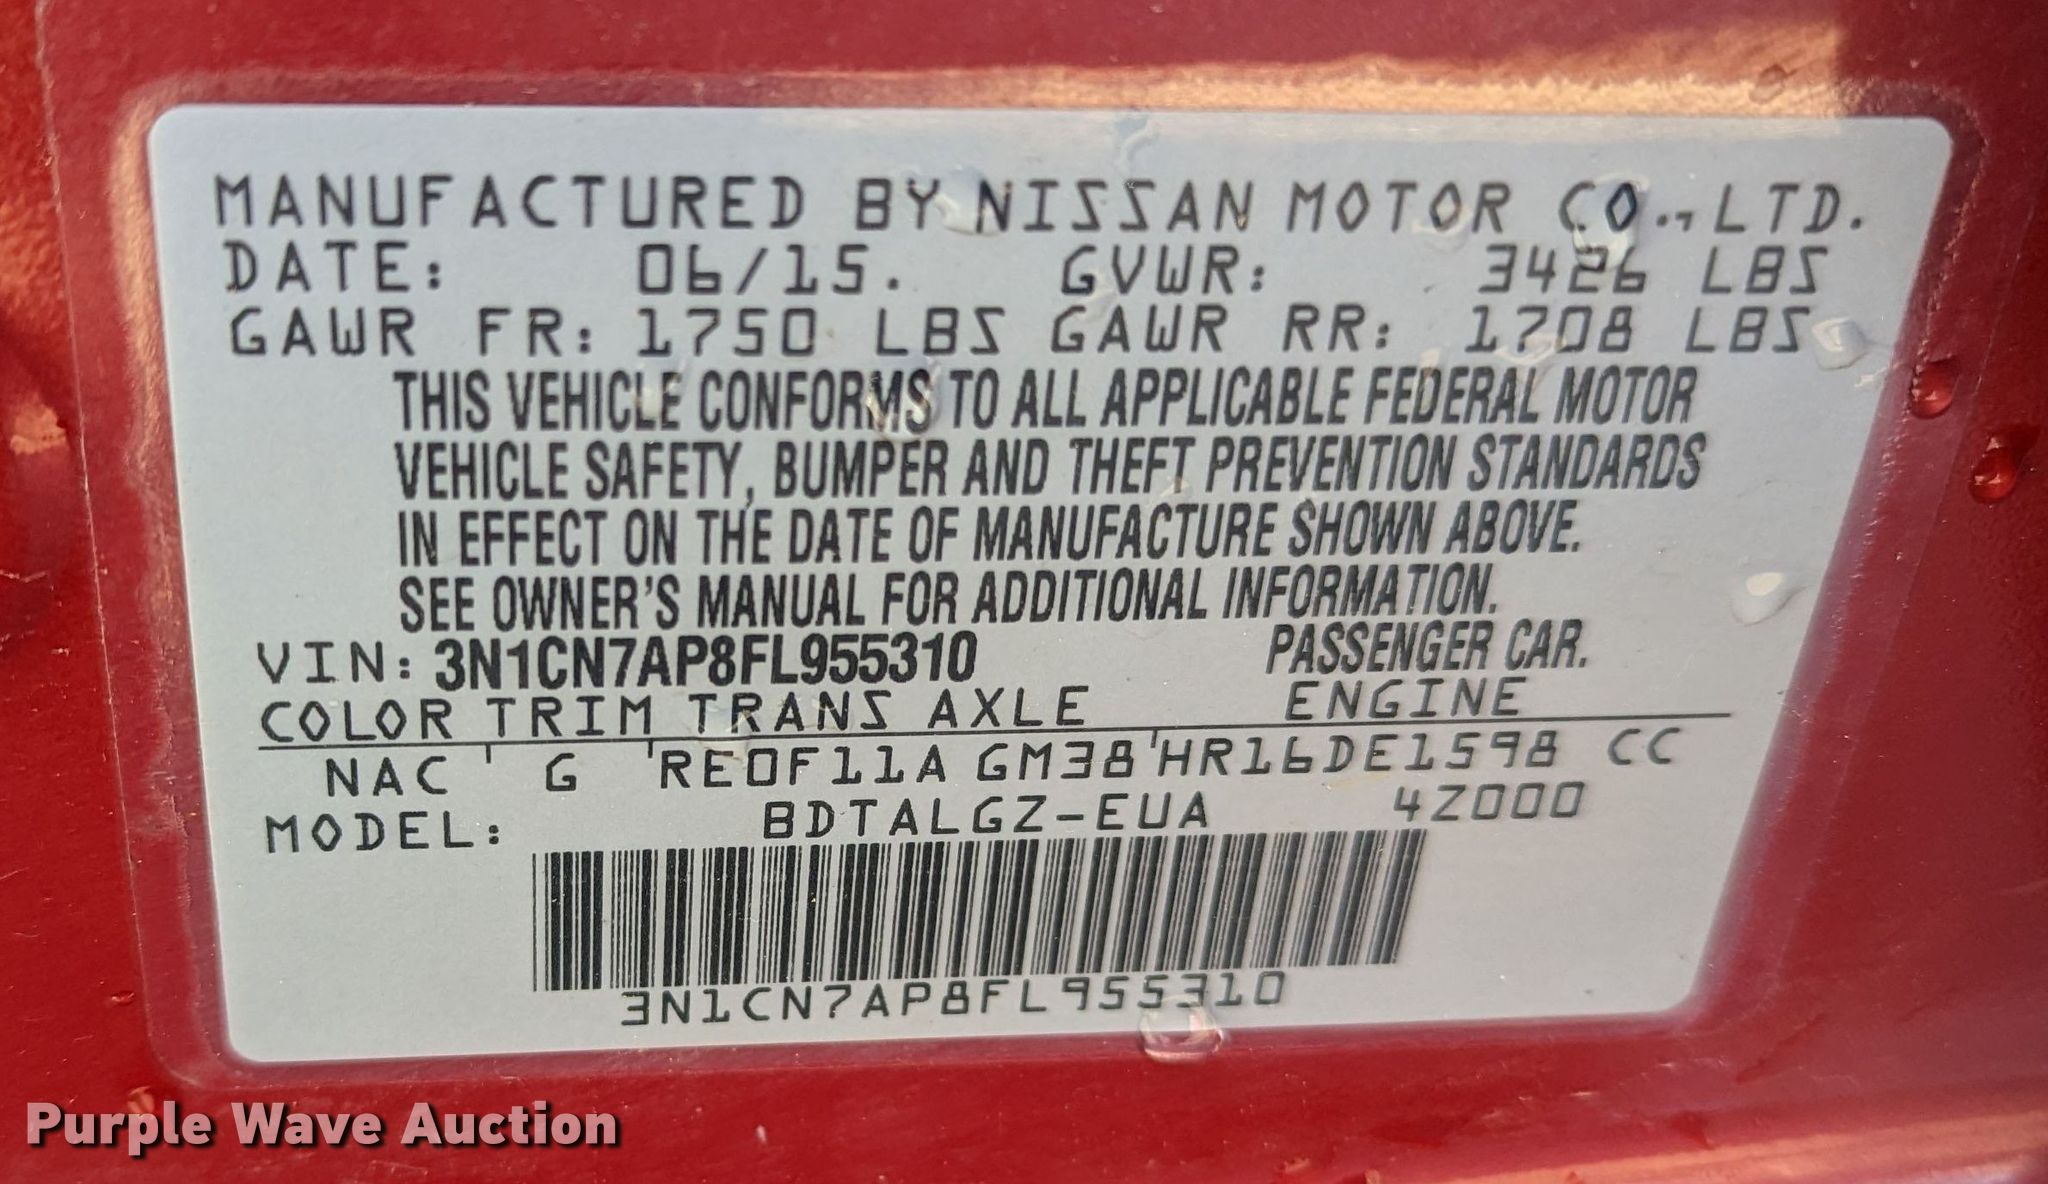 MANUFACTURED BY NISSAN MOTOR CO., LTD.
DATE: 06/15. GVWR: 3426 LBS
GAWR FR: 1750 LBS GAWR RR: 1708 LBS
THIS VEHICLE CONFORMS TO ALL APPLICABLE FEDERAL MOTOR
VEHICLE SAFETY, BUMPER AND THEFT PREVENTION STANDARDS
IN EFFECT ON THE DATE OF MANUFACTURE SHOWN ABOVE.
SEE OWNER'S MANUAL FOR ADDITIONAL INFORMATION.
VIN: 3N1CN7AP8FL955310 PASSENGER CAR.
COLOR TRIM TRANS AXLE ENGINE
NAC ' G 'RE0F11A GM38'HR16DE1598 CC
MODEL: BDTALGZ-EUA 4Z000
3N1CN7AP8FL955310
Purple Wave Auction